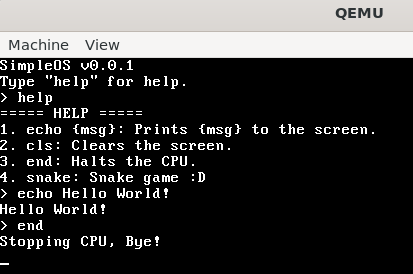 QEMU
Machine View
SimpleOS v0.0.1
Type "help" for help.
> help
===== HELP =====
1. echo {msg}: Prints {msg} to the screen.
2. cls: Clears the screen.
3. end: Halts the CPU.
4. snake: Snake game :D
> echo Hello World!
Hello World!
> end
Stopping CPU, Bye!